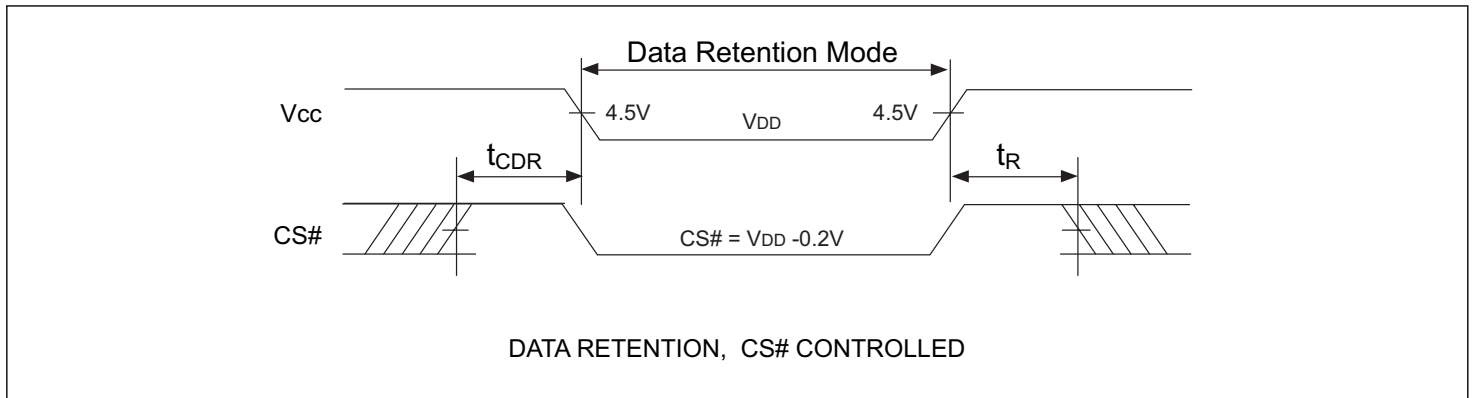 Data Retention Mode
Vcc
4.5V
VDD
4.5V
tCDR
tR
CS#
CS# = VDD -0.2V
DATA RETENTION, CS# CONTROLLED